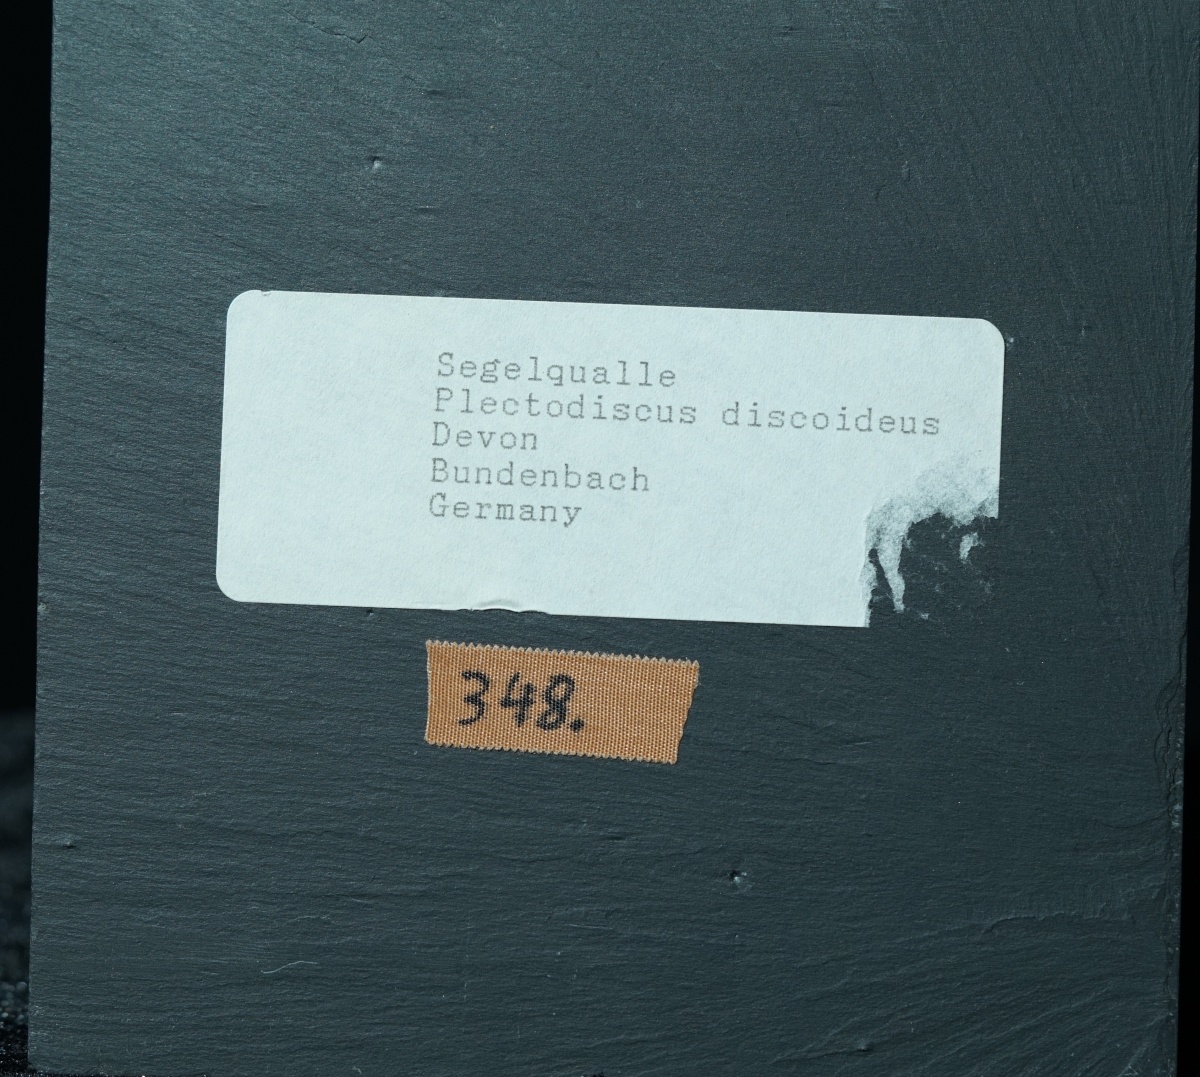 Segelqualle
Plectodiscus discoideus
Devon
Bundenbach
Germany
348.